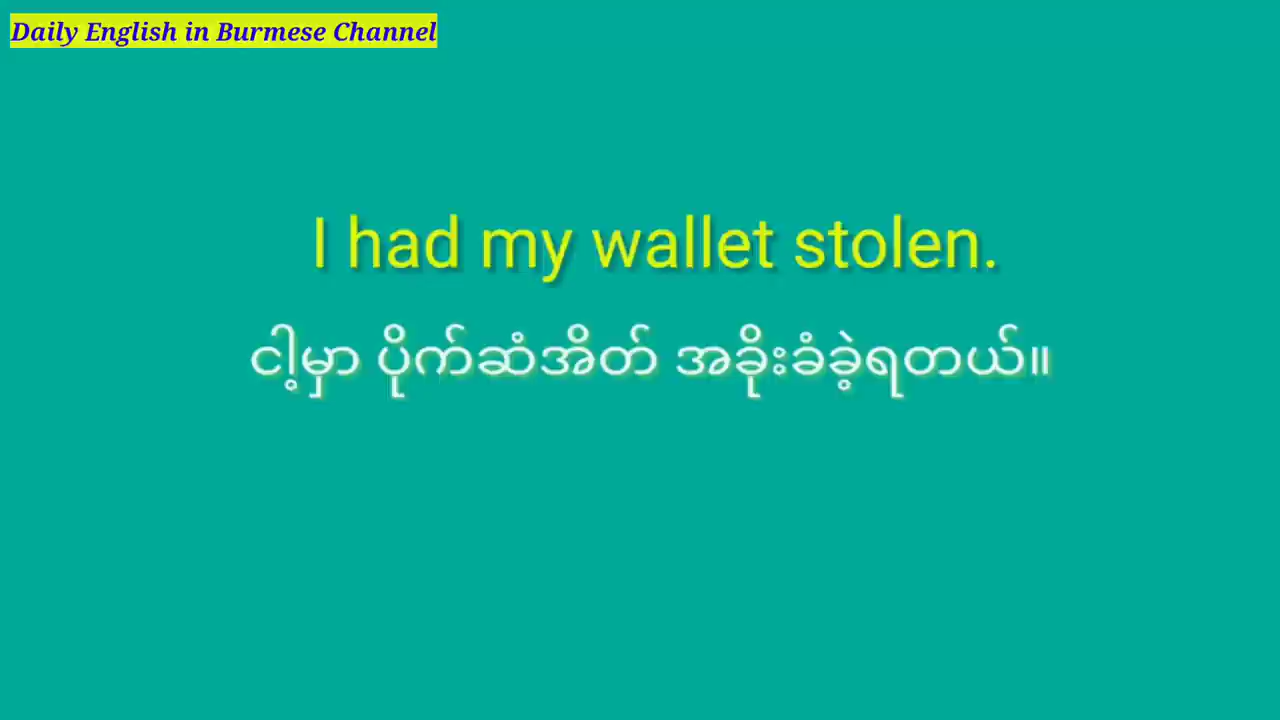 Daily English in Burmese Channel
I had my wallet stolen.
ငါ့မှာ ပိုက်ဆံအိတ် အခိုးခံခဲ့ရတယ်။